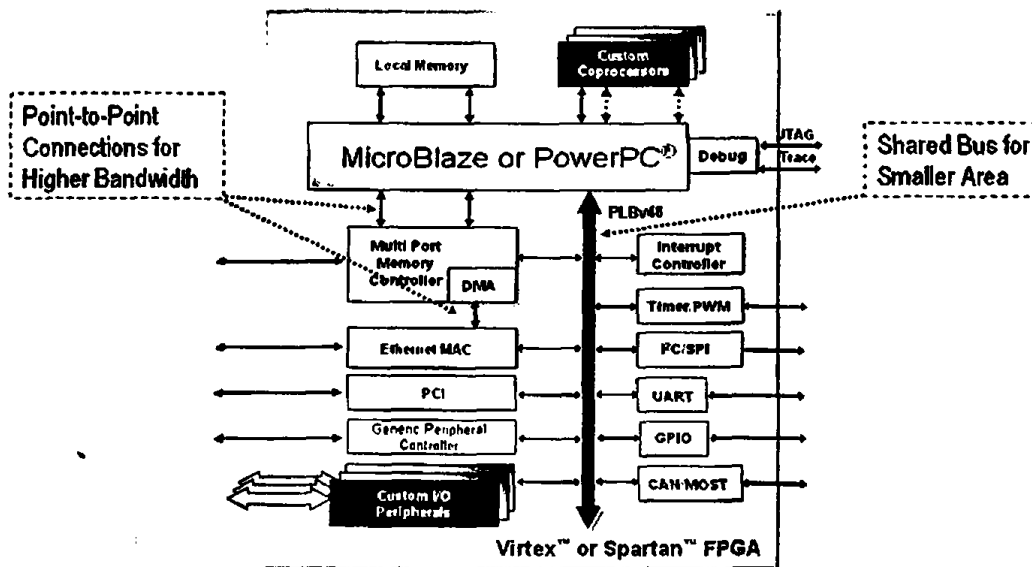 Local Memory
Custom
Coprocessors
Point-to-Point
Connections for
Higher Bandwidth
MicroBlaze or PowerPC®
Debug
JTAG
Trace
Shared Bus for
Smaller Area
PLBv46
Multi Port
Memory
Controller
DMA
Interrupt
Controller
Timer/PWM
Ethernet MAC
I²C/SPI
PCI
UART
Generic Peripheral
Controller
GPIO
Custom I/O
Peripherals
CAN/MOST
Virtex™ or Spartan™ FPGA